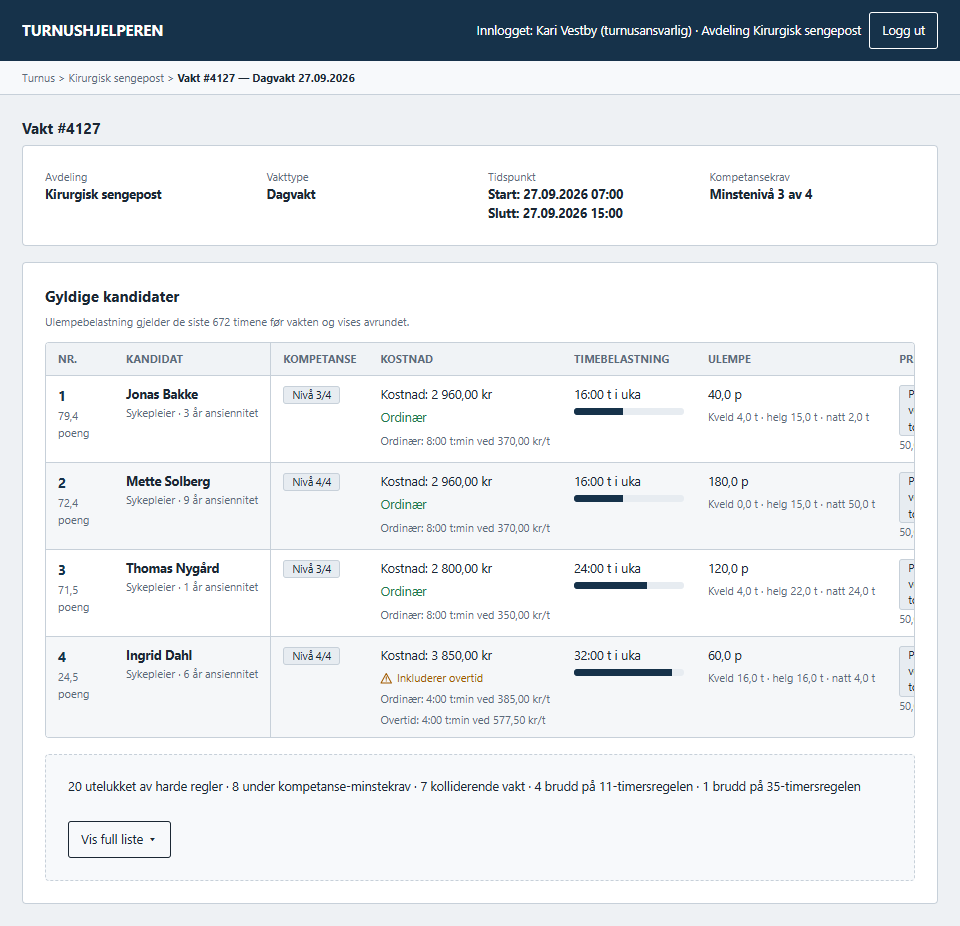 TURNUSHJELPEREN
Innlogget: Kari Vestby (turnusansvarlig) · Avdeling Kirurgisk sengepost
Logg ut
Turnus > Kirurgisk sengepost > Vakt #4127 — Dagvakt 27.09.2026
Vakt #4127
Avdeling
Kirurgisk sengepost
Vakttype
Dagvakt
Tidspunkt
Start: 27.09.2026 07:00
Slutt: 27.09.2026 15:00
Kompetansekrav
Minstenivå 3 av 4
Gyldige kandidater
Ulempebelastning gjelder de siste 672 timene før vakten og vises avrundet.
NR. KANDIDAT KOMPETANSE KOSTNAD TIMEBELASTNING ULEMPE PR
1
79,4
poeng
Jonas Bakke
Sykepleier · 3 år ansiennitet
Nivå 3/4
Kostnad: 2 960,00 kr
Ordinær
Ordinær: 8:00 t:min ved 370,00 kr/t
16:00 t i uka
40,0 p
Kveld 4,0 t · helg 15,0 t · natt 2,0 t
P
v
to
50,
2
72,4
poeng
Mette Solberg
Sykepleier · 9 år ansiennitet
Nivå 4/4
Kostnad: 2 960,00 kr
Ordinær
Ordinær: 8:00 t:min ved 370,00 kr/t
16:00 t i uka
180,0 p
Kveld 0,0 t · helg 15,0 t · natt 50,0 t
P
v
to
50,
3
71,5
poeng
Thomas Nygård
Sykepleier · 1 år ansiennitet
Nivå 3/4
Kostnad: 2 800,00 kr
Ordinær
Ordinær: 8:00 t:min ved 350,00 kr/t
24:00 t i uka
120,0 p
Kveld 4,0 t · helg 22,0 t · natt 24,0 t
P
v
to
50,
4
24,5
poeng
Ingrid Dahl
Sykepleier · 6 år ansiennitet
Nivå 4/4
Kostnad: 3 850,00 kr
Inkluderer overtid
Ordinær: 4:00 t:min ved 385,00 kr/t
Overtid: 4:00 t:min ved 577,50 kr/t
32:00 t i uka
60,0 p
Kveld 16,0 t · helg 16,0 t · natt 4,0 t
P
v
to
50,
20 utelukket av harde regler · 8 under kompetanse-minstekrav · 7 kolliderende vakt · 4 brudd på 11-timersregelen · 1 brudd på 35-timersregelen
Vis full liste